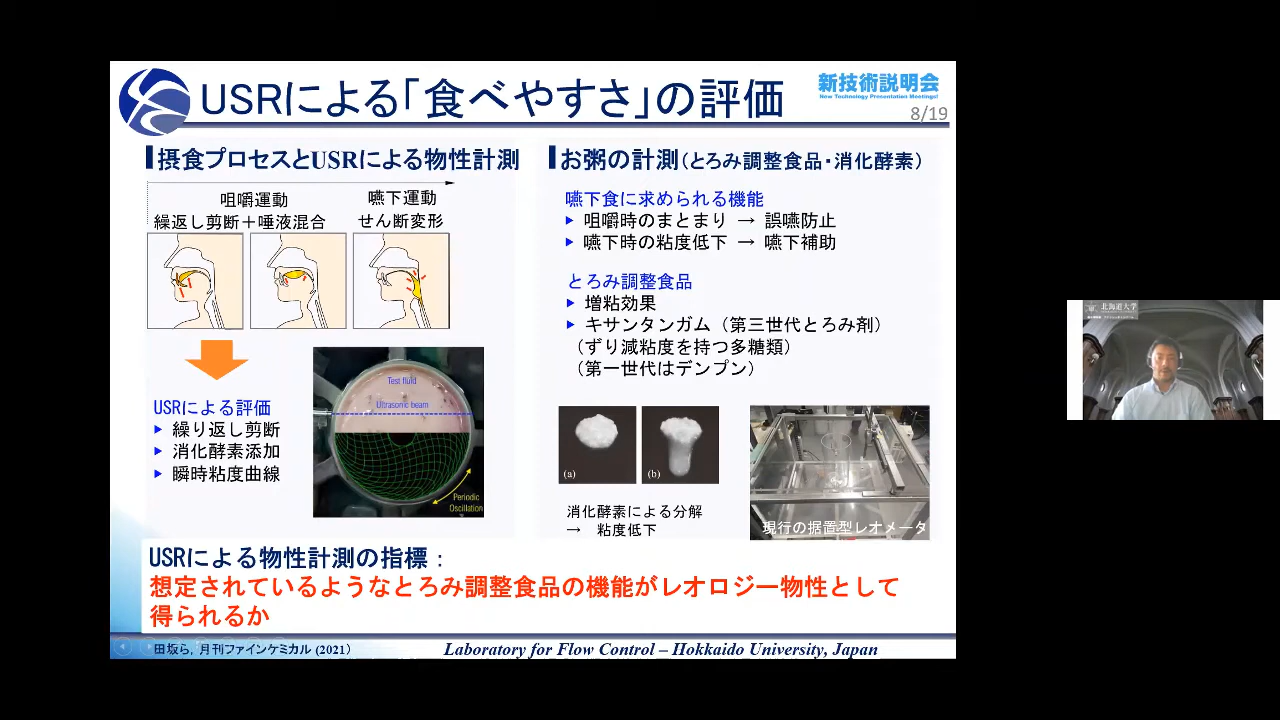 USRによる「食べやすさ」の評価
新技術説明会
New Technology Presentation Meetings!
8/19
摂食プロセスとUSRによる物性計測
咀嚼運動
繰返し剪断＋唾液混合
嚥下運動
せん断変形
USRによる評価
繰り返し剪断
消化酵素添加
瞬時粘度曲線
Test fluid
Ultrasonic beam
Periodic
Oscillation
お粥の計測（とろみ調整食品・消化酵素）
嚥下食に求められる機能
咀嚼時のまとまり → 誤嚥防止
嚥下時の粘度低下 → 嚥下補助
とろみ調整食品
増粘効果
キサンタンガム（第三世代とろみ剤）
（ずり減粘度を持つ多糖類）
（第一世代はデンプン）
(a)
(b)
消化酵素による分解
→ 粘度低下
現行の据置型レオメータ
USRによる物性計測の指標：
想定されているようなとろみ調整食品の機能がレオロジー物性として
得られるか
田坂ら，月刊ファインケミカル (2021)
Laboratory for Flow Control – Hokkaido University, Japan
北海道大学